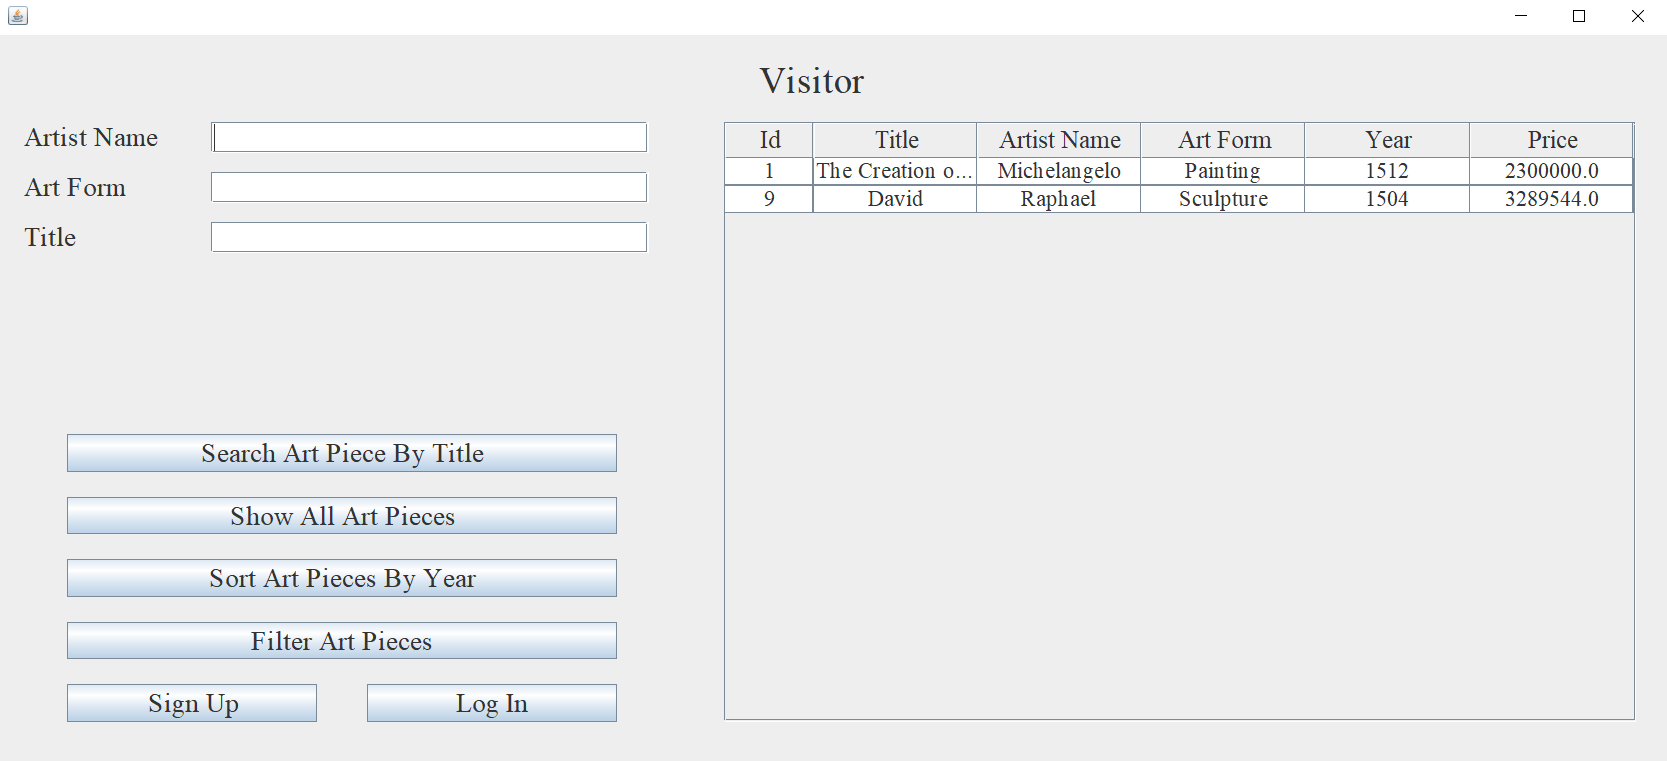 Visitor
Artist Name
Art Form
Title
Id Title Artist Name Art Form Year Price
1 The Creation o... Michelangelo Painting 1512 2300000.0
9 David Raphael Sculpture 1504 3289544.0
Search Art Piece By Title
Show All Art Pieces
Sort Art Pieces By Year
Filter Art Pieces
Sign Up Log In